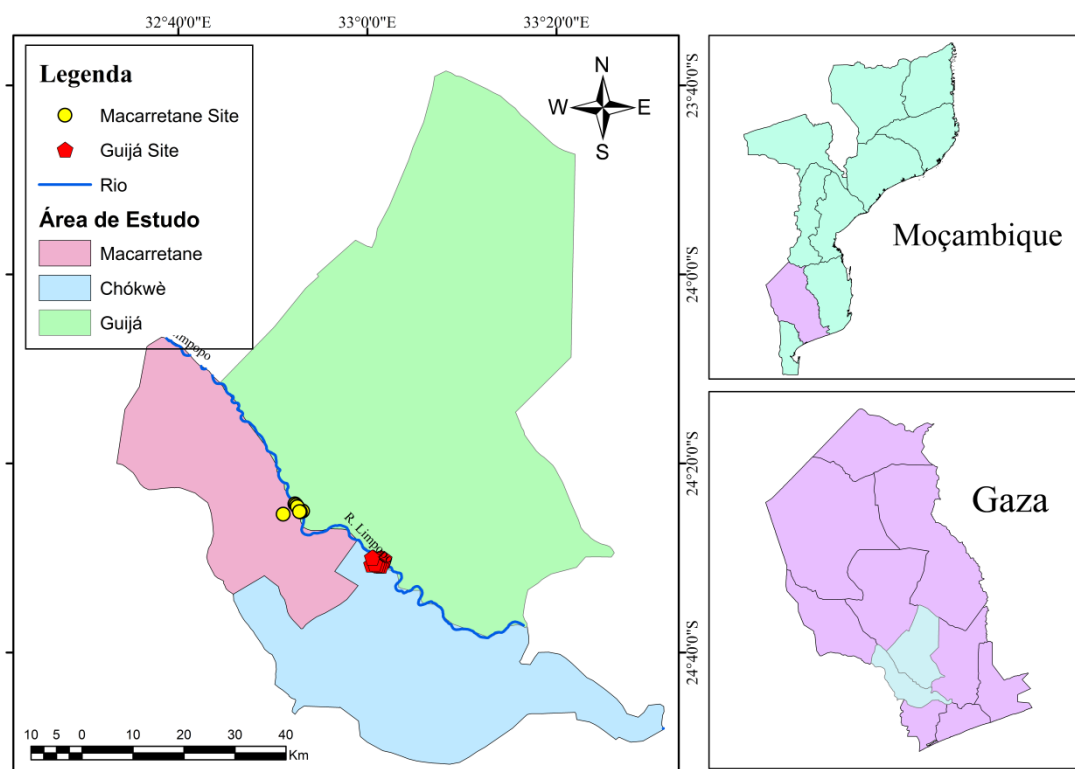 32°40'0"E 33°0'0"E 33°20'0"E
Legenda
Macarretane Site
Guijá Site
Rio
Área de Estudo
Macarretane
Chókwè
Guijá
N
W E
S
Limpopo
R. Limpopo
23°40'0"S
24°0'0"S
24°20'0"S
24°40'0"S
10 5 0 10 20 30 40
Km
Moçambique
Gaza